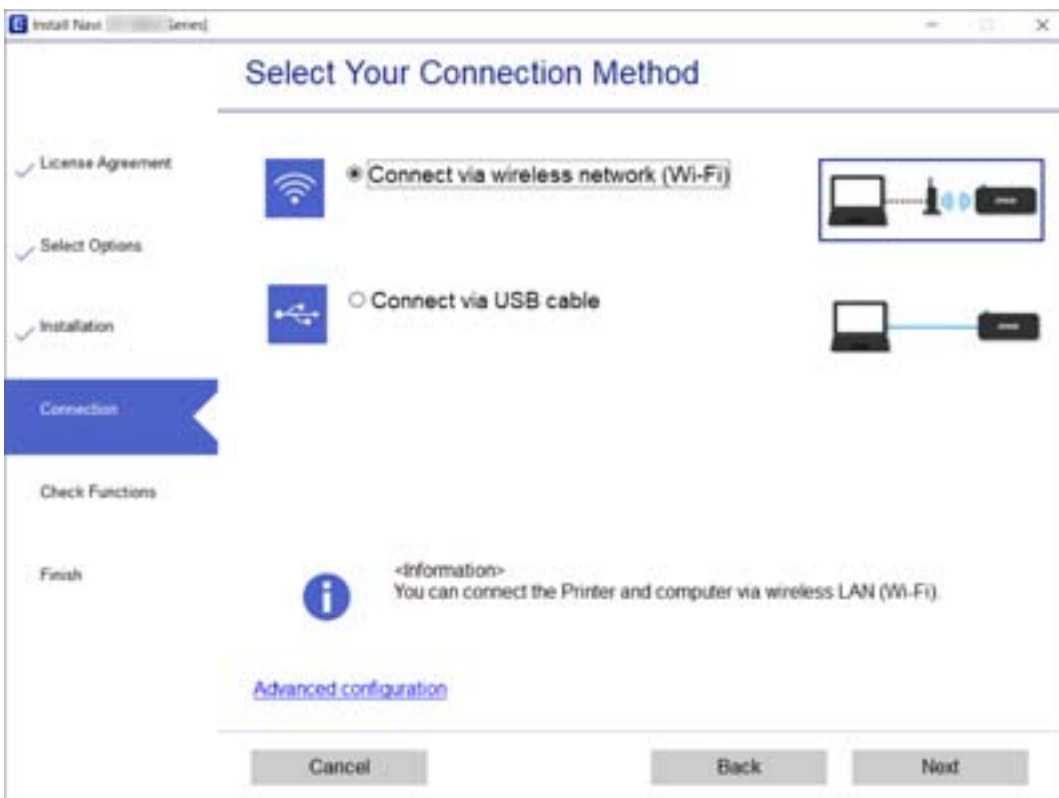 Install Navi
Series]
Select Your Connection Method
License Agreement
Select Options
Installation
Connection
Check Functions
Finish
Connect via wireless network (Wi-Fi)
Connect via USB cable
<Information>
You can connect the Printer and computer via wireless LAN (Wi-Fi).
Advanced configuration
Cancel
Back
Next